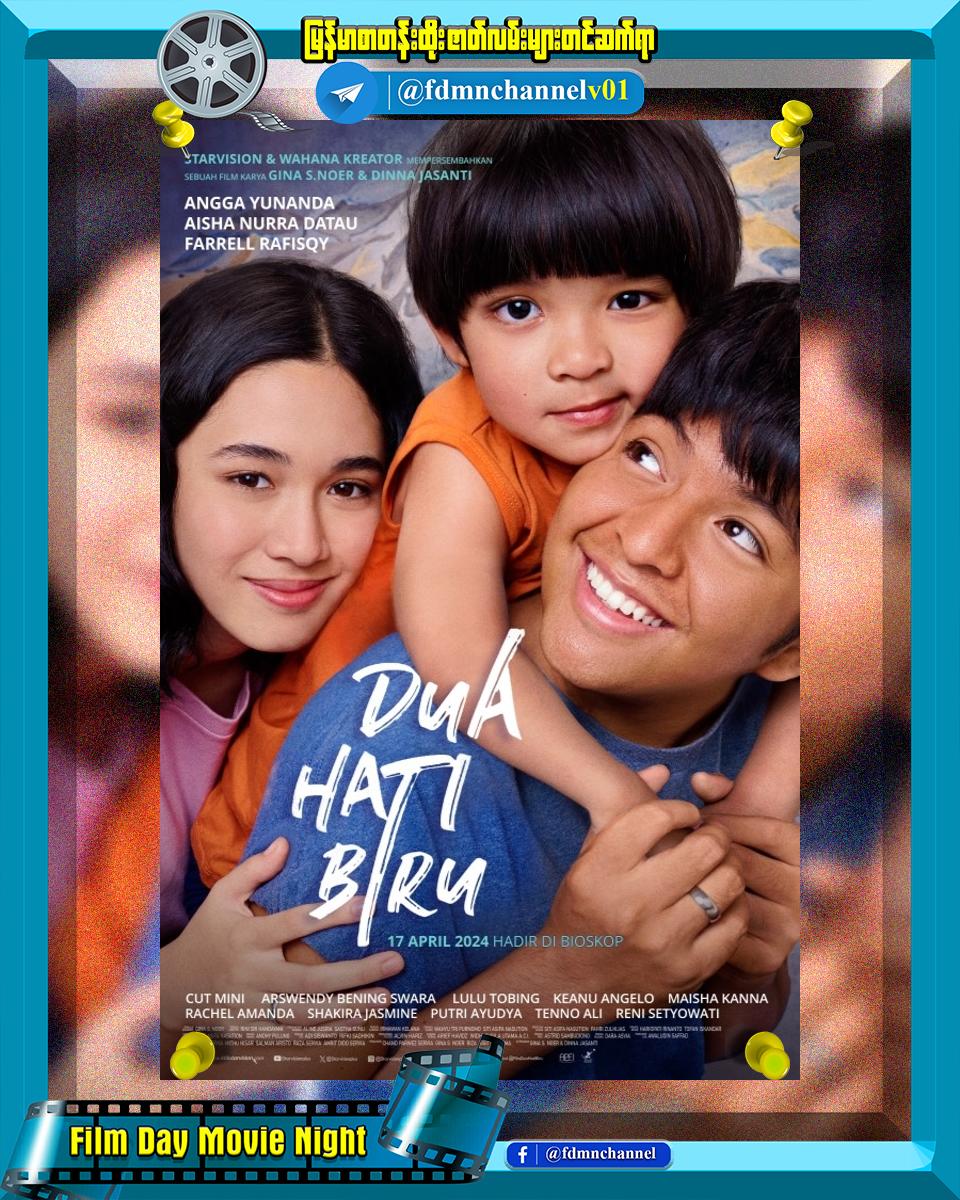 မြန်မာစာတန်းထိုး ဇာတ်လမ်းများတင်ဆက်ရာ
@fdmnchannelv01
STARVISION & WAHANA KREATOR MEMPERSEMBAHKAN
SEBUAH FILM KARYA GINA S.NOER & DINNA JASANTI
ANGGA YUNANDA
AISHA NURRA DATAU
FARRELL RAFISQY
DUA
HATI
BIRU
17 APRIL 2024 HADIR DI BIOSKOP
CUT MINI ARSWENDY BENING SWARA LULU TOBING KEANU ANGELO MAISHA KANNA
RACHEL AMANDA SHAKIRA JASMINE PUTRI AYUDYA TENNO ALI RENI SETYOWATI
Film Day Movie Night
@fdmnchannel